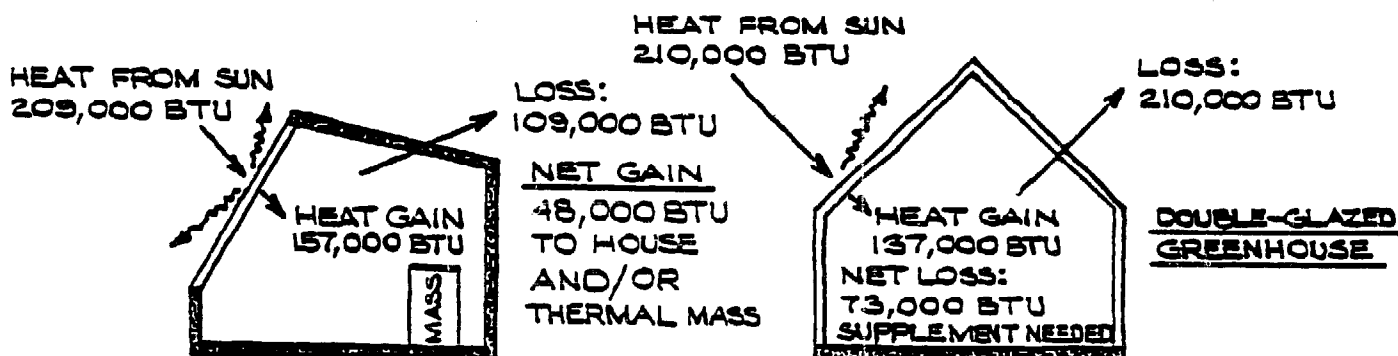 HEAT FROM SUN
209,000 BTU
LOSS:
109,000 BTU
NET GAIN
48,000 BTU
TO HOUSE
AND/OR
THERMAL MASS
HEAT GAIN
157,000 BTU
MASS
HEAT FROM SUN
210,000 BTU
LOSS:
210,000 BTU
HEAT GAIN
137,000 BTU
NET LOSS:
73,000 BTU
SUPPLEMENT NEEDED
DOUBLE-GLAZED
GREENHOUSE